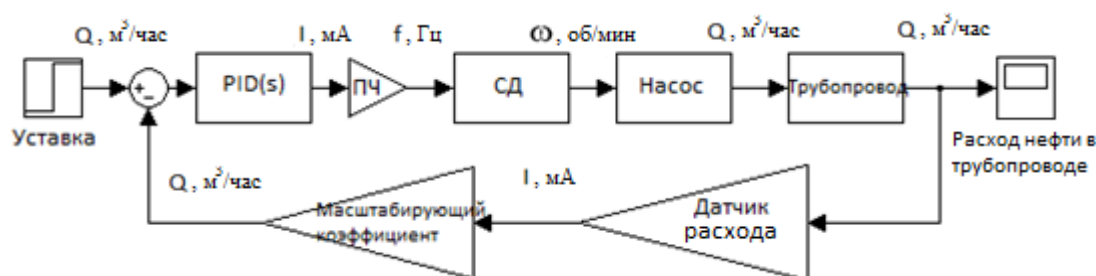 Q, м³/час
I, мА
f, Гц
ω, об/мин
Q, м³/час
Q, м³/час
Уставка
+
−
PID(s)
ПЧ
СД
Насос
Трубопровод
Расход нефти в
трубопроводе
Q, м³/час
Масштабирующий
коэффициент
I, мА
Датчик
расхода